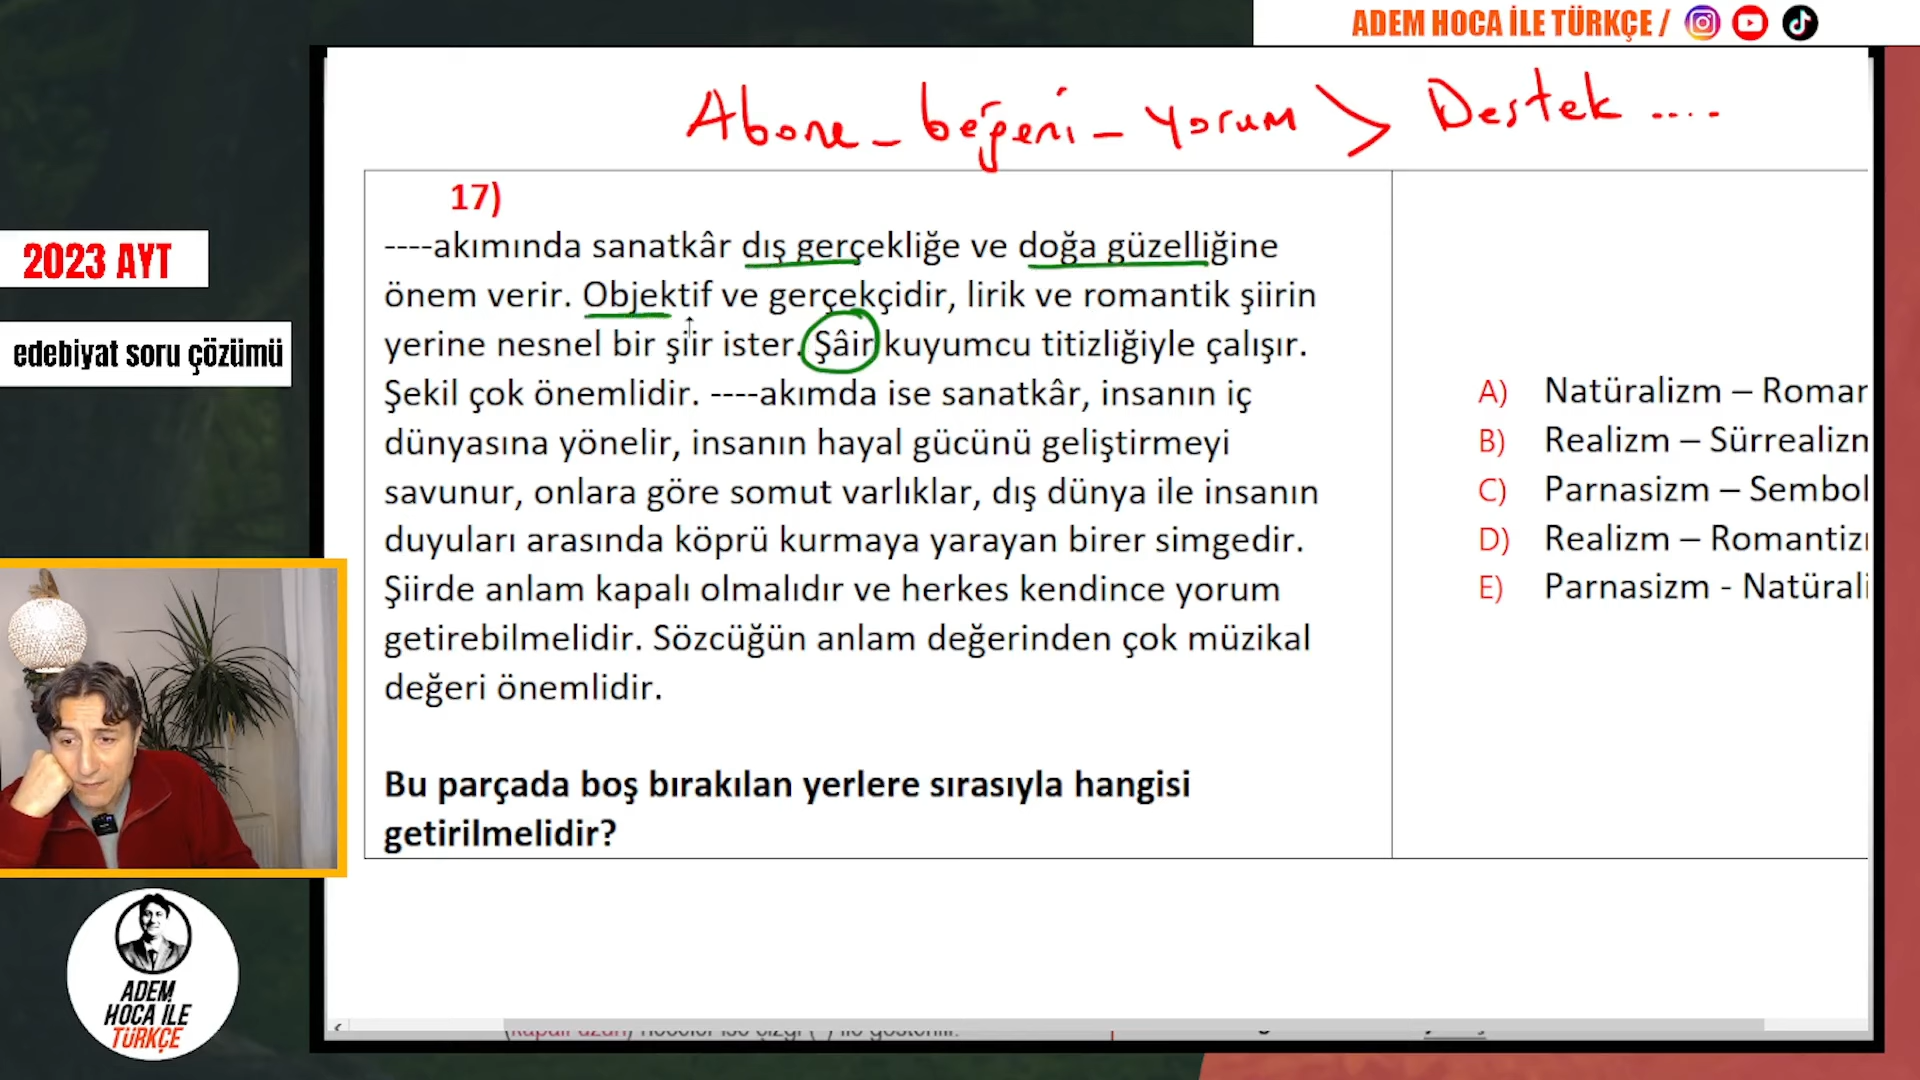 ADEM HOCA İLE TÜRKÇE /
Abone - beğeni - yorum > Destek ....
2023 AYT
edebiyat soru çözümü
17)
----akımında sanatkâr dış gerçekliğe ve doğa güzelliğine
önem verir. Objektif ve gerçekçidir, lirik ve romantik şiirin
yerine nesnel bir şiir ister. Şâir kuyumcu titizliğiyle çalışır.
Şekil çok önemlidir. ----akımda ise sanatkâr, insanın iç
dünyasına yönelir, insanın hayal gücünü geliştirmeyi
savunur, onlara göre somut varlıklar, dış dünya ile insanın
duyuları arasında köprü kurmaya yarayan birer simgedir.
Şiirde anlam kapalı olmalıdır ve herkes kendince yorum
getirebilmelidir. Sözcüğün anlam değerinden çok müzikal
değeri önemlidir.
Bu parçada boş bırakılan yerlere sırasıyla hangisi
getirilmelidir?
A) Natüralizm – Roman
B) Realizm – Sürrealizm
C) Parnasizm – Sembol
D) Realizm – Romantiz
E) Parnasizm - Natürali
ADEM
HOCA İLE
TÜRKÇE